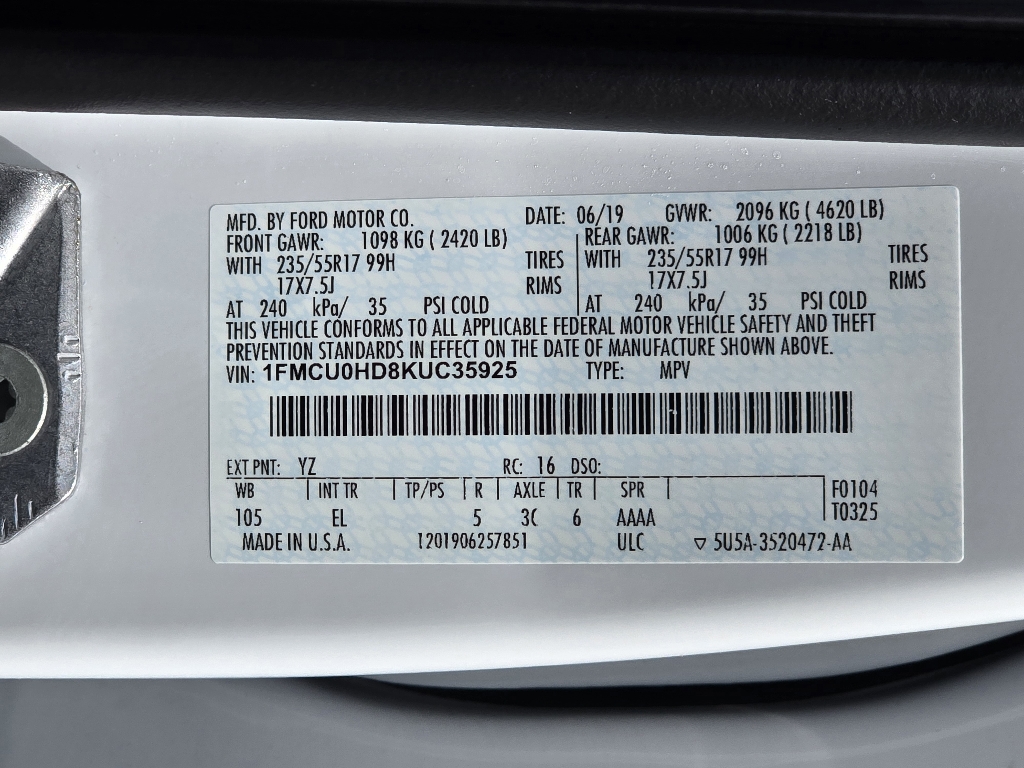 MFD. BY FORD MOTOR CO. DATE: 06/19 GVWR: 2096 KG ( 4620 LB)
FRONT GAWR: 1098 KG ( 2420 LB) REAR GAWR: 1006 KG ( 2218 LB)
WITH 235/55R17 99H TIRES WITH 235/55R17 99H TIRES
17X7.5J RIMS 17X7.5J RIMS
AT 240 kPa/ 35 PSI COLD AT 240 kPa/ 35 PSI COLD
THIS VEHICLE CONFORMS TO ALL APPLICABLE FEDERAL MOTOR VEHICLE SAFETY AND THEFT
PREVENTION STANDARDS IN EFFECT ON THE DATE OF MANUFACTURE SHOWN ABOVE.
VIN: 1FMCU0HD8KUC35925 TYPE: MPV
EXT PNT: YZ RC: 16 DSO:
WB INT TR TP/PS R AXLE TR SPR F0104
105 EL 5 3C 6 AAAA T0325
MADE IN U.S.A. 1201906257851 ULC ▽ 5U5A-3520472-AA